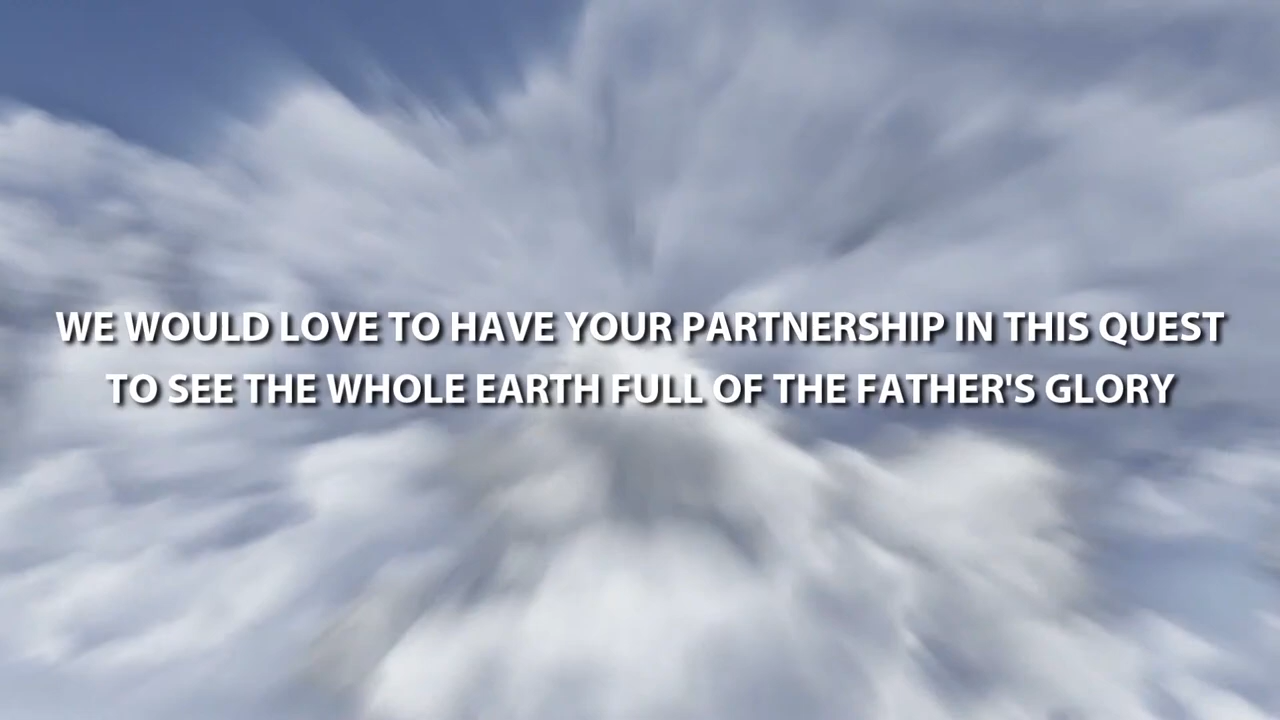 WE WOULD LOVE TO HAVE YOUR PARTNERSHIP IN THIS QUEST
TO SEE THE WHOLE EARTH FULL OF THE FATHER'S GLORY